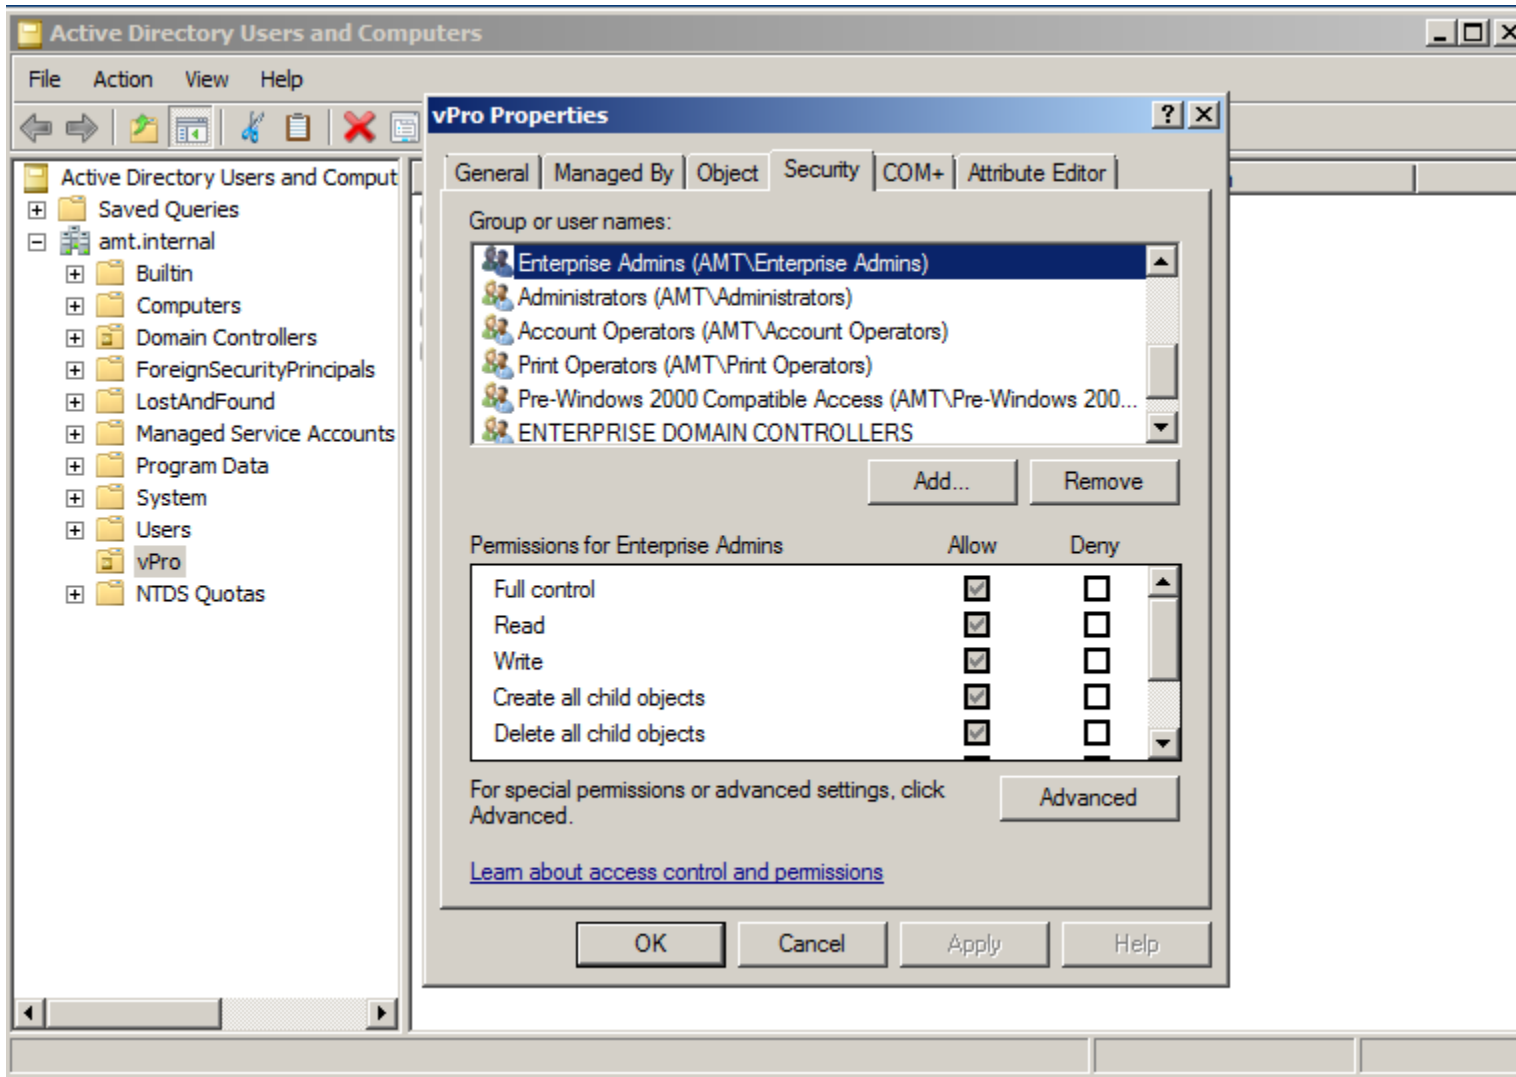 Active Directory Users and Computers
File Action View Help
Active Directory Users and Comput
Saved Queries
amt.internal
Builtin
Computers
Domain Controllers
ForeignSecurityPrincipals
LostAndFound
Managed Service Accounts
Program Data
System
Users
vPro
NTDS Quotas
vPro Properties
General Managed By Object Security COM+ Attribute Editor
Group or user names:
Enterprise Admins (AMT\Enterprise Admins)
Administrators (AMT\Administrators)
Account Operators (AMT\Account Operators)
Print Operators (AMT\Print Operators)
Pre-Windows 2000 Compatible Access (AMT\Pre-Windows 200...
ENTERPRISE DOMAIN CONTROLLERS
Add... Remove
Permissions for Enterprise Admins Allow Deny
Full control
Read
Write
Create all child objects
Delete all child objects
For special permissions or advanced settings, click
Advanced.
Advanced
Learn about access control and permissions
OK Cancel Apply Help